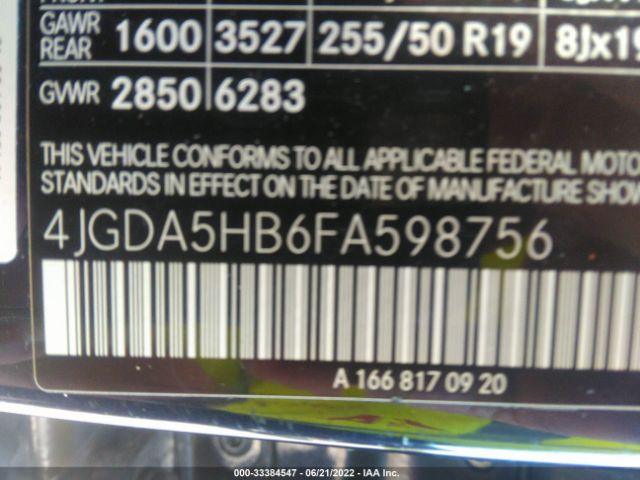 GAWR
REAR 1600 3527 255/50 R19 8Jx19
GVWR 2850 6283
THIS VEHICLE CONFORMS TO ALL APPLICABLE FEDERAL MOTO
STANDARDS IN EFFECT ON THE DATE OF MANUFACTURE SHOW
4JGDA5HB6FA598756
A 166 817 09 20
000-33384547 - 06/21/2022 - IAA Inc.